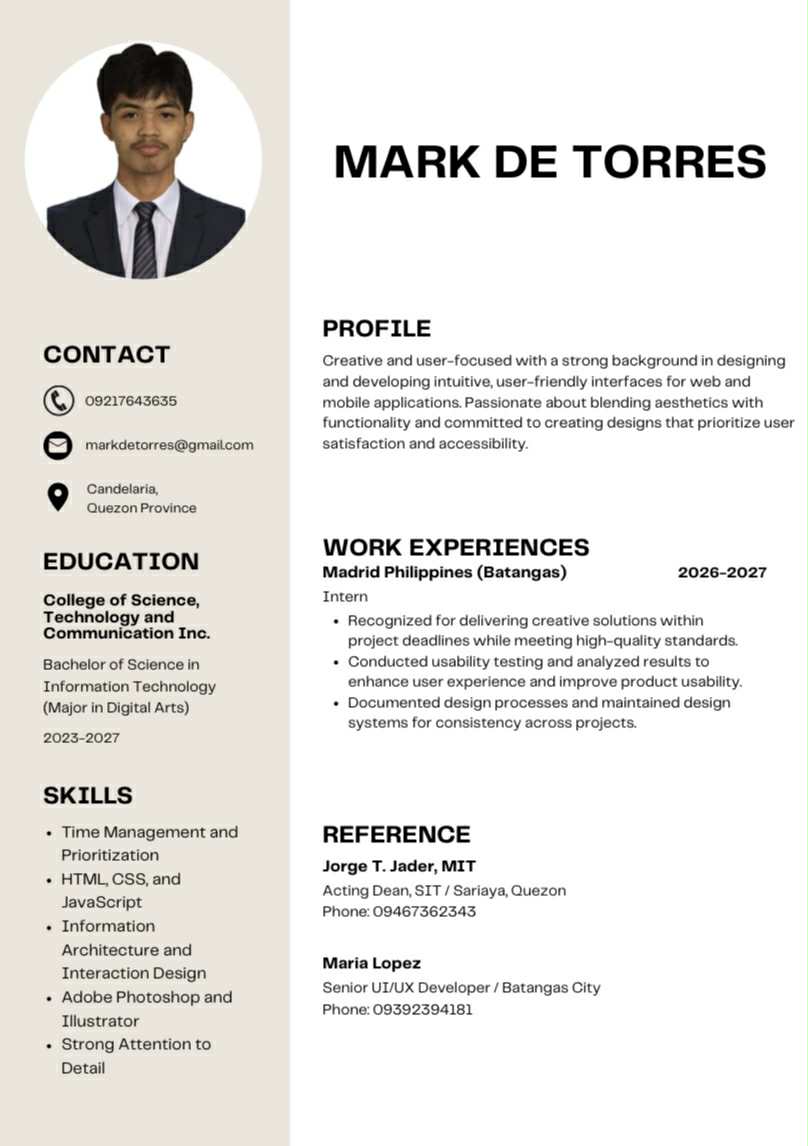 MARK DE TORRES
CONTACT
09217643635
markdetorres@gmail.com
Candelaria,
Quezon Province
EDUCATION
College of Science,
Technology and
Communication Inc.
Bachelor of Science in
Information Technology
(Major in Digital Arts)
2023-2027
SKILLS
• Time Management and
Prioritization
• HTML, CSS, and
JavaScript
• Information
Architecture and
Interaction Design
• Adobe Photoshop and
Illustrator
• Strong Attention to
Detail
PROFILE
Creative and user-focused with a strong background in designing
and developing intuitive, user-friendly interfaces for web and
mobile applications. Passionate about blending aesthetics with
functionality and committed to creating designs that prioritize user
satisfaction and accessibility.
WORK EXPERIENCES
Madrid Philippines (Batangas) 2026-2027
Intern
• Recognized for delivering creative solutions within
project deadlines while meeting high-quality standards.
• Conducted usability testing and analyzed results to
enhance user experience and improve product usability.
• Documented design processes and maintained design
systems for consistency across projects.
REFERENCE
Jorge T. Jader, MIT
Acting Dean, SIT / Sariaya, Quezon
Phone: 09467362343
Maria Lopez
Senior UI/UX Developer / Batangas City
Phone: 09392394181